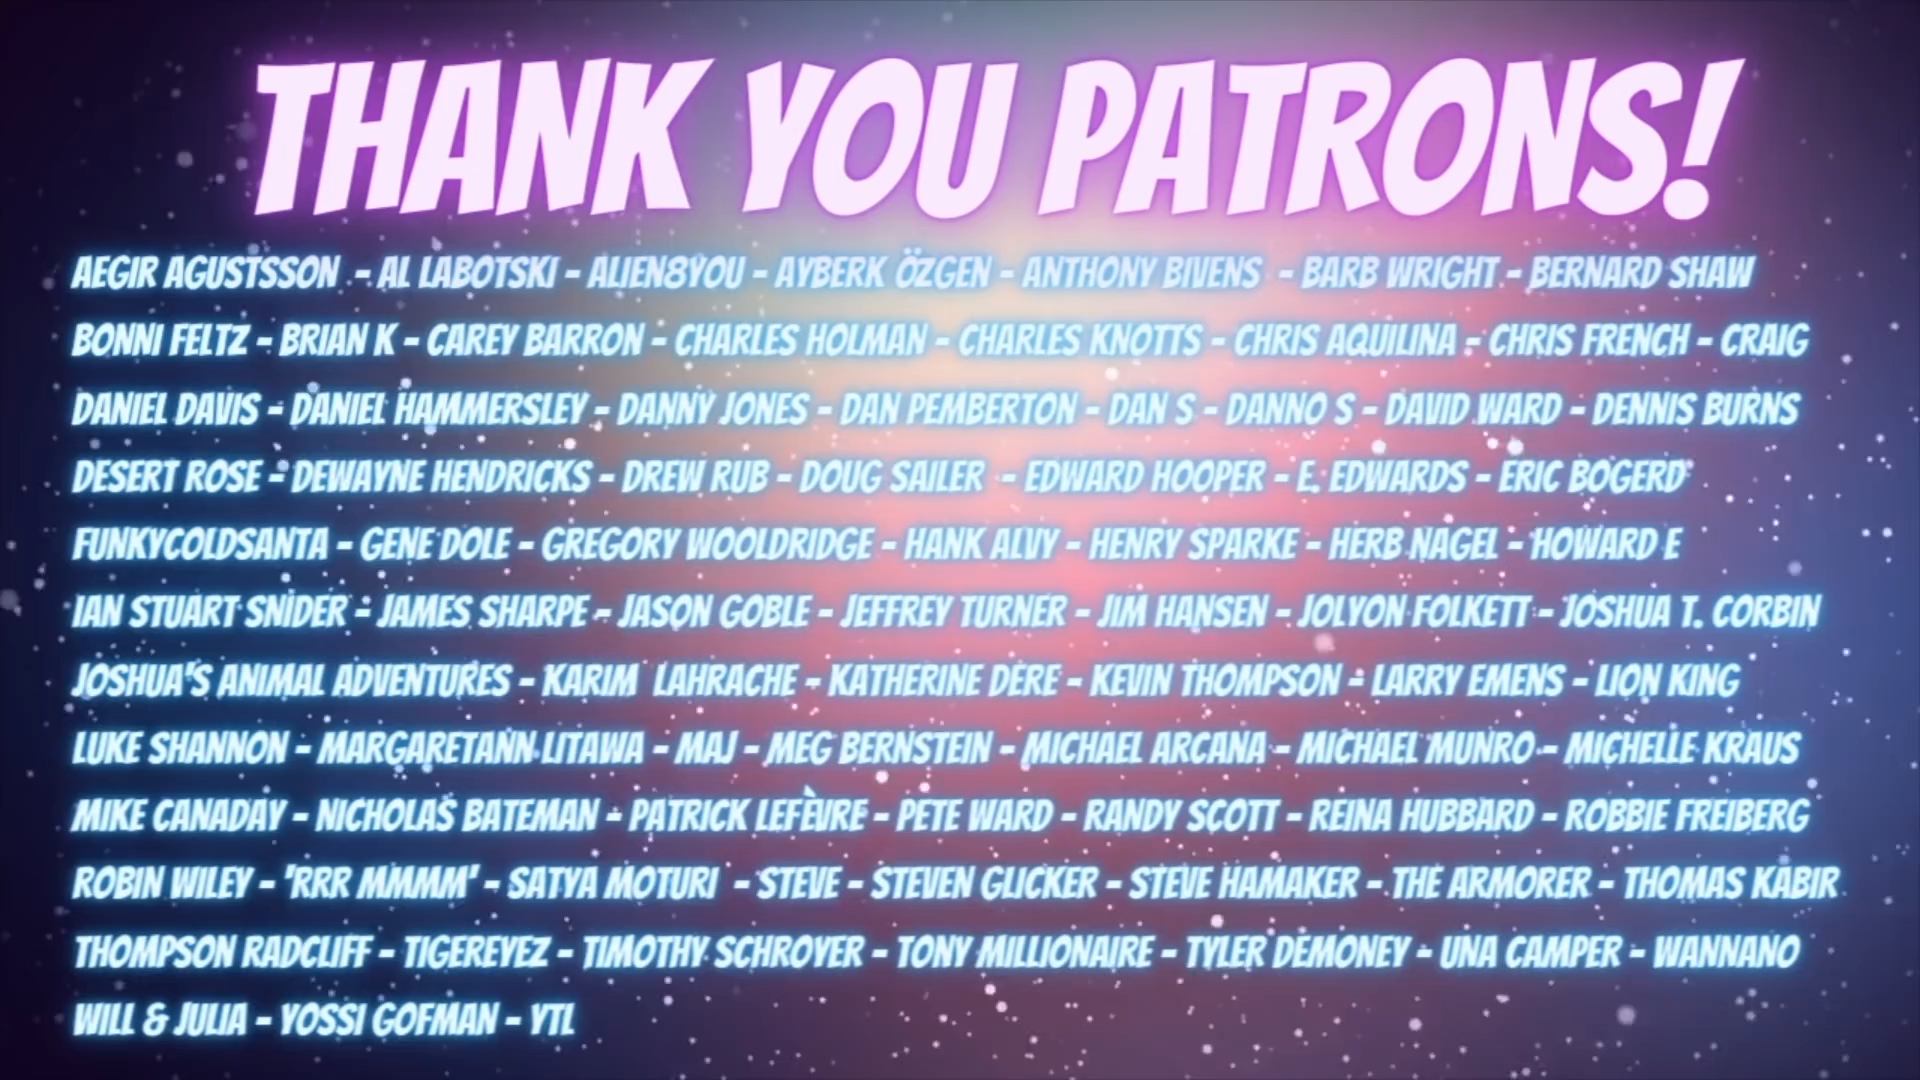 THANK YOU PATRONS!
AEGIR AGUSTSSON - AL LABOTSKI - ALIEN8YOU - AYBERK ÖZGEN - ANTHONY BIVENS - BARB WRIGHT - BERNARD SHAW
BONNI FELTZ - BRIAN K - CAREY BARRON - CHARLES HOLMAN - CHARLES KNOTTS - CHRIS AQUILINA - CHRIS FRENCH - CRAIG
DANIEL DAVIS - DANIEL HAMMERSLEY - DANNY JONES - DAN PEMBERTON - DAN S - DANNO S - DAVID WARD - DENNIS BURNS
DESERT ROSE - DEWAYNE HENDRICKS - DREW RUB - DOUG SAILER - EDWARD HOOPER - E. EDWARDS - ERIC BOGERD
FUNKYCOLDSANTA - GENE DOLE - GREGORY WOOLDRIDGE - HANK ALVY - HENRY SPARKE - HERB NAGEL - HOWARD E
IAN STUART SNIDER - JAMES SHARPE - JASON GOBLE - JEFFREY TURNER - JIM HANSEN - JOLYON FOLKETT - JOSHUA T. CORBIN
JOSHUA'S ANIMAL ADVENTURES - KARIM LAHRACHE - KATHERINE DERE - KEVIN THOMPSON - LARRY EMENS - LION KING
LUKE SHANNON - MARGARETANN LITAWA - MAJ - MEG BERNSTEIN - MICHAEL ARCANA - MICHAEL MUNRO - MICHELLE KRAUS
MIKE CANADAY - NICHOLAS BATEMAN - PATRICK LEFÈVRE - PETE WARD - RANDY SCOTT - REINA HUBBARD - ROBBIE FREIBERG
ROBIN WILEY - 'RRR MMMM' - SATYA MOTURI - STEVE - STEVEN GLICKER - STEVE HAMAKER - THE ARMORER - THOMAS KABIR
THOMPSON RADCLIFF - TIGEREYEZ - TIMOTHY SCHROYER - TONY MILLIONAIRE - TYLER DEMONEY - UNA CAMPER - WANNANO
WILL & JULIA - YOSSI GOFMAN - YTL